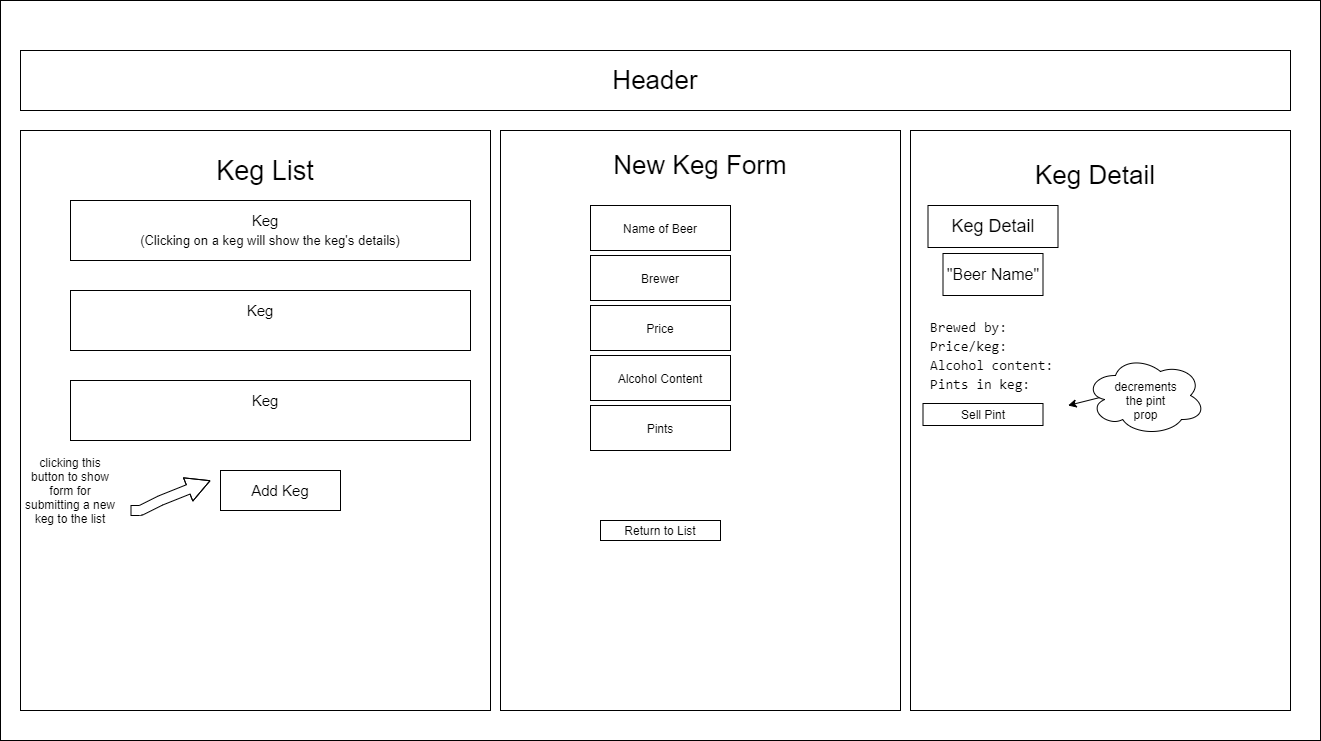 Header
Keg List
Keg
(Clicking on a keg will show the keg's details)
Keg
Keg
clicking this
button to show
form for
submitting a new
keg to the list
Add Keg
New Keg Form
Name of Beer
Brewer
Price
Alcohol Content
Pints
Return to List
Keg Detail
Keg Detail
"Beer Name"
Brewed by:
Price/keg:
Alcohol content:
Pints in keg:
Sell Pint
decrements
the pint
prop